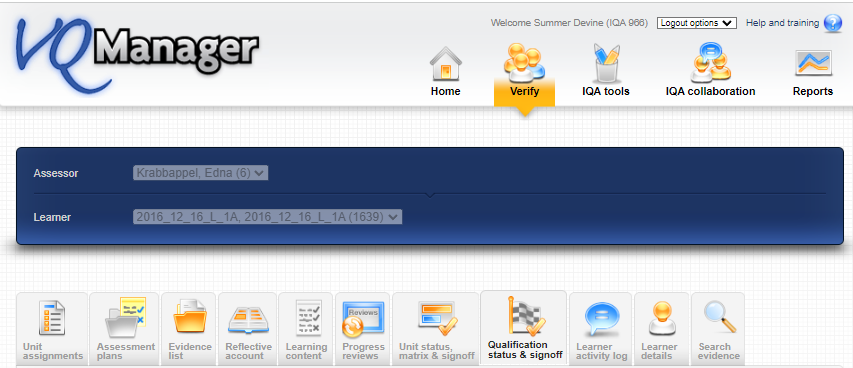 VQManager
Welcome Summer Devine (IQA 966) Logout options Help and training ?
Home Verify IQA tools IQA collaboration Reports
Assessor Krabbappel, Edna (6)
Learner 2016_12_16_L_1A, 2016_12_16_L_1A (1639)
Reviews
Unit assignments
Assessment plans
Evidence list
Reflective account
Learning content
Progress reviews
Unit status, matrix & signoff
Qualification status & signoff
Learner activity log
Learner details
Search evidence